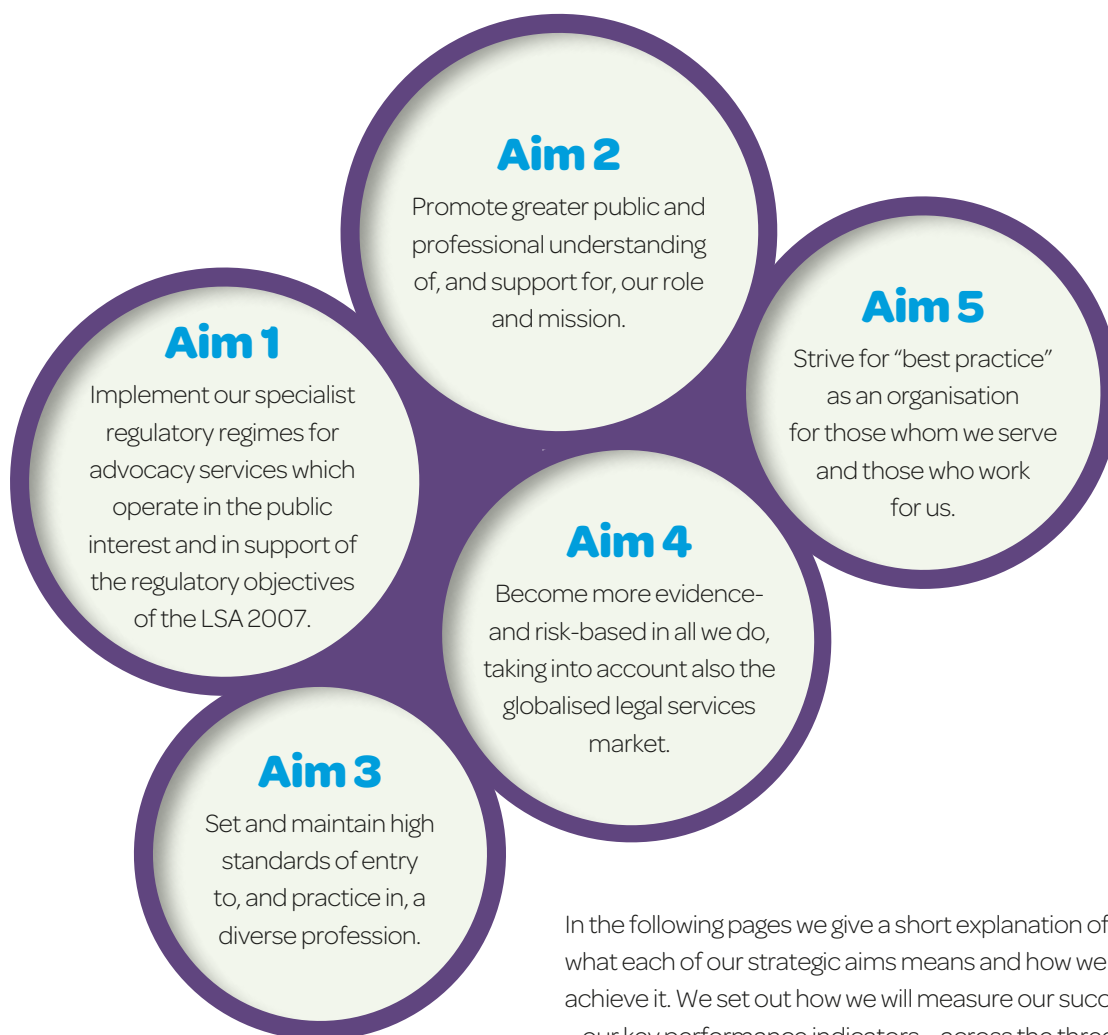 Aim 2
Promote greater public and
professional understanding
of, and support for, our role
and mission.
Aim 1
Implement our specialist
regulatory regimes for
advocacy services which
operate in the public
interest and in support of
the regulatory objectives
of the LSA 2007.
Aim 5
Strive for “best practice”
as an organisation
for those whom we serve
and those who work
for us.
Aim 4
Become more evidence-
and risk-based in all we do,
taking into account also the
globalised legal services
market.
Aim 3
Set and maintain high
standards of entry
to, and practice in, a
diverse profession.
In the following pages we give a short explanation of
what each of our strategic aims means and how we
achieve it. We set out how we will measure our
our key performance indicators across the